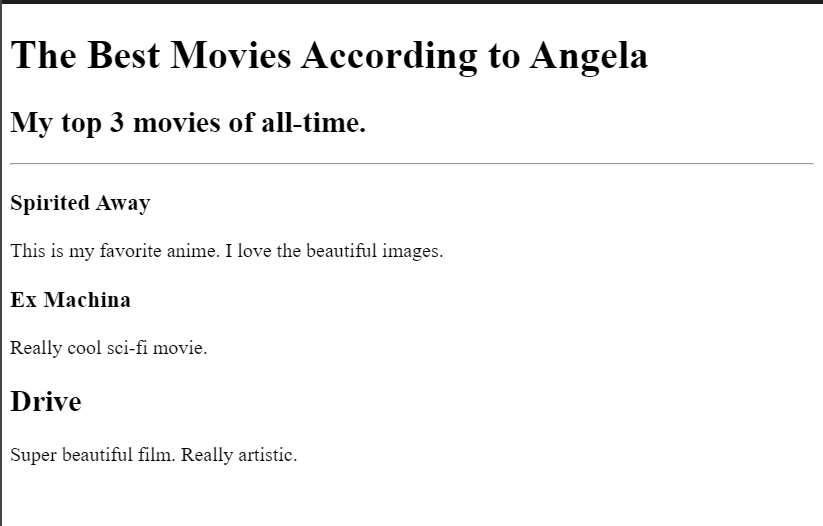 The Best Movies According to Angela
My top 3 movies of all-time.
Spirited Away
This is my favorite anime. I love the beautiful images.
Ex Machina
Really cool sci-fi movie.
Drive
Super beautiful film. Really artistic.